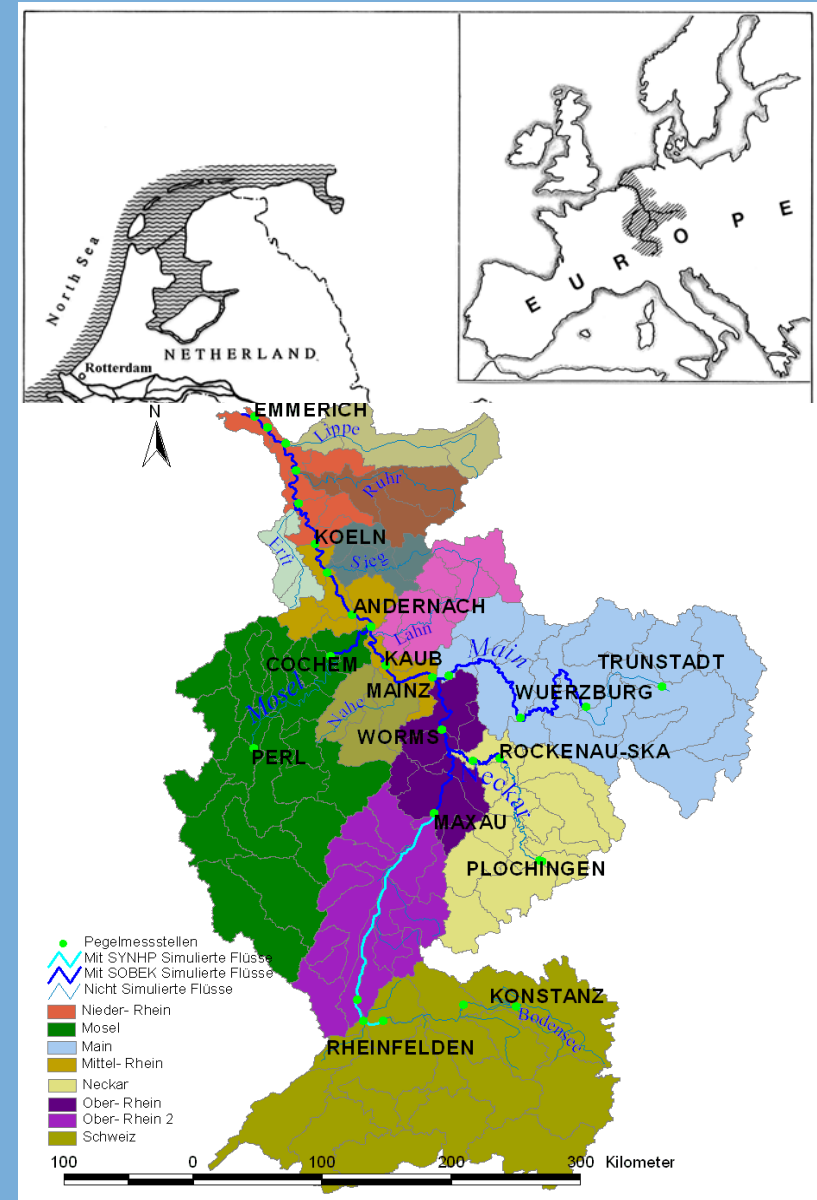 North Sea
Rotterdam
NETHERLAND
EUROPE
N
EMMERICH
Lippe
Ruhr
KOELN
Erft
Sieg
ANDERNACH
Lahn
COCHEM
KAUB
Main
TRUNSTADT
MAINZ
WUERZBURG
Mosel
Nahe
WORMS
ROCKENAU-SKA
PERL
Neckar
MAXAU
PLOCHINGEN
KONSTANZ
Bodensee
RHEINFELDEN
Pegelmessstellen
Mit SYNHP Simulierte Flüsse
Mit SOBEK Simulierte Flüsse
Nicht Simulierte Flüsse
Nieder- Rhein
Mosel
Main
Mittel- Rhein
Neckar
Ober- Rhein
Ober- Rhein 2
Schweiz
100 0 100 200 300 Kilometer